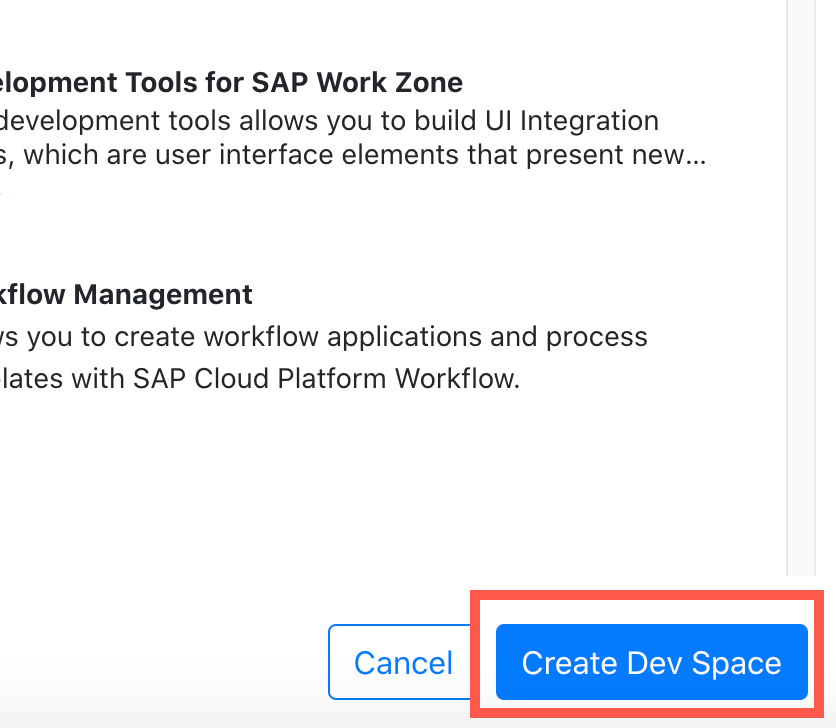 elopment Tools for SAP Work Zone
development tools allows you to build UI Integration
s, which are user interface elements that present new...
kflow Management
ws you to create workflow applications and process
lates with SAP Cloud Platform Workflow.
Cancel
Create Dev Space